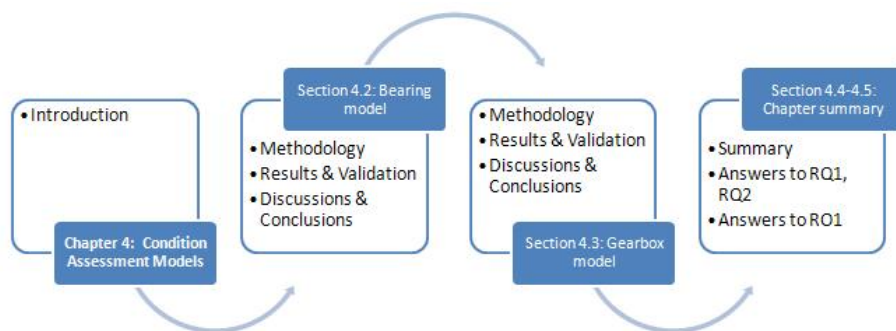 • Introduction
Chapter 4: Condition
Assessment Models
Section 4.2: Bearing
model
• Methodology
• Results & Validation
• Discussions &
Conclusions
• Methodology
• Results & Validation
• Discussions &
Conclusions
Section 4.3: Gearbox
model
Section 4.4-4.5:
Chapter summary
• Summary
• Answers to RQ1,
RQ2
• Answers to RO1